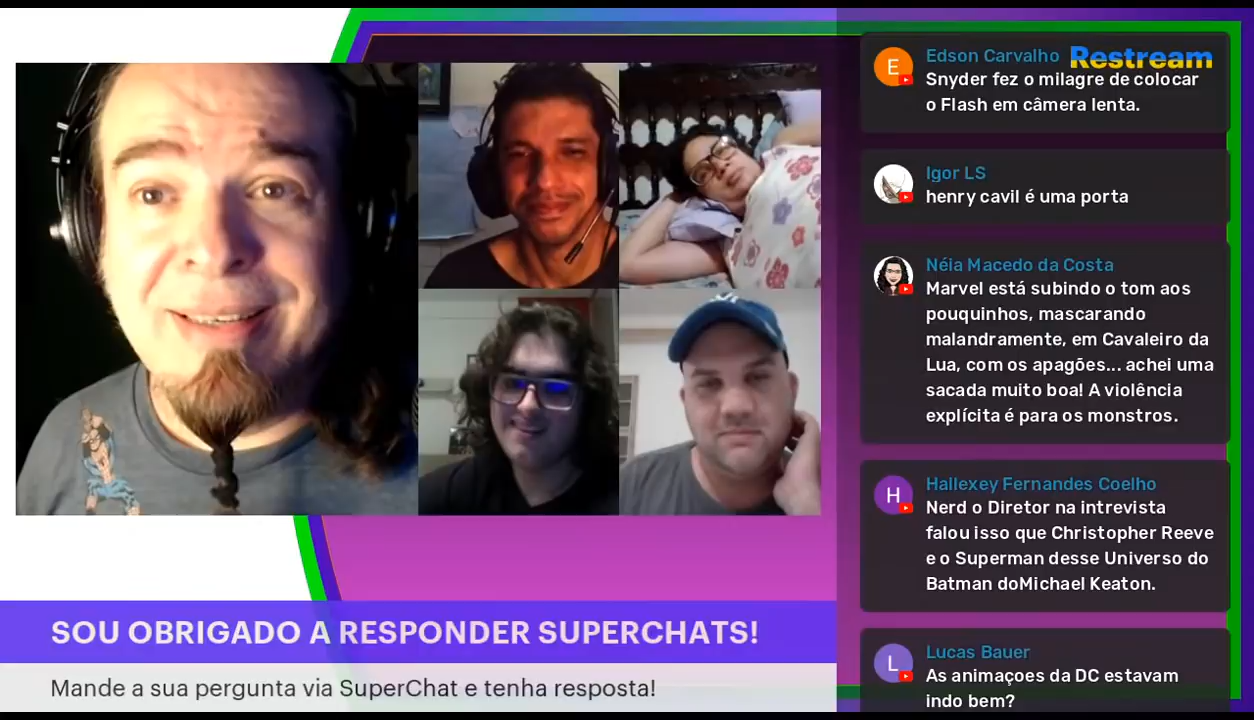 Restream
E
Edson Carvalho
Snyder fez o milagre de colocar
o Flash em câmera lenta.
Igor LS
henry cavil é uma porta
Néia Macedo da Costa
Marvel está subindo o tom aos
pouquinhos, mascarando
malandramente, em Cavaleiro da
Lua, com os apagões... achei uma
sacada muito boa! A violência
explícita é para os monstros.
H
Hallexey Fernandes Coelho
Nerd o Diretor na intrevista
falou isso que Christopher Reeve
e o Superman desse Universo do
Batman doMichael Keaton.
L
Lucas Bauer
As animaçoes da DC estavam
indo bem?
SOU OBRIGADO A RESPONDER SUPERCHATS!
Mande a sua pergunta via SuperChat e tenha resposta!